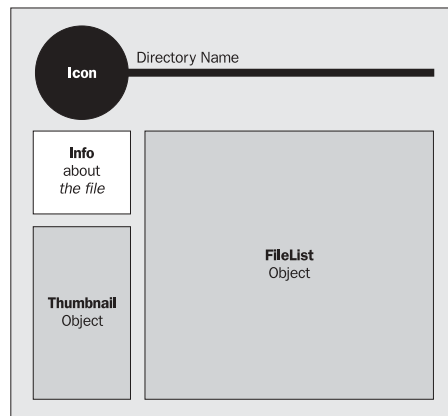 Directory Name
Icon
Info
about
the file
FileList
Object
Thumbnail
Object